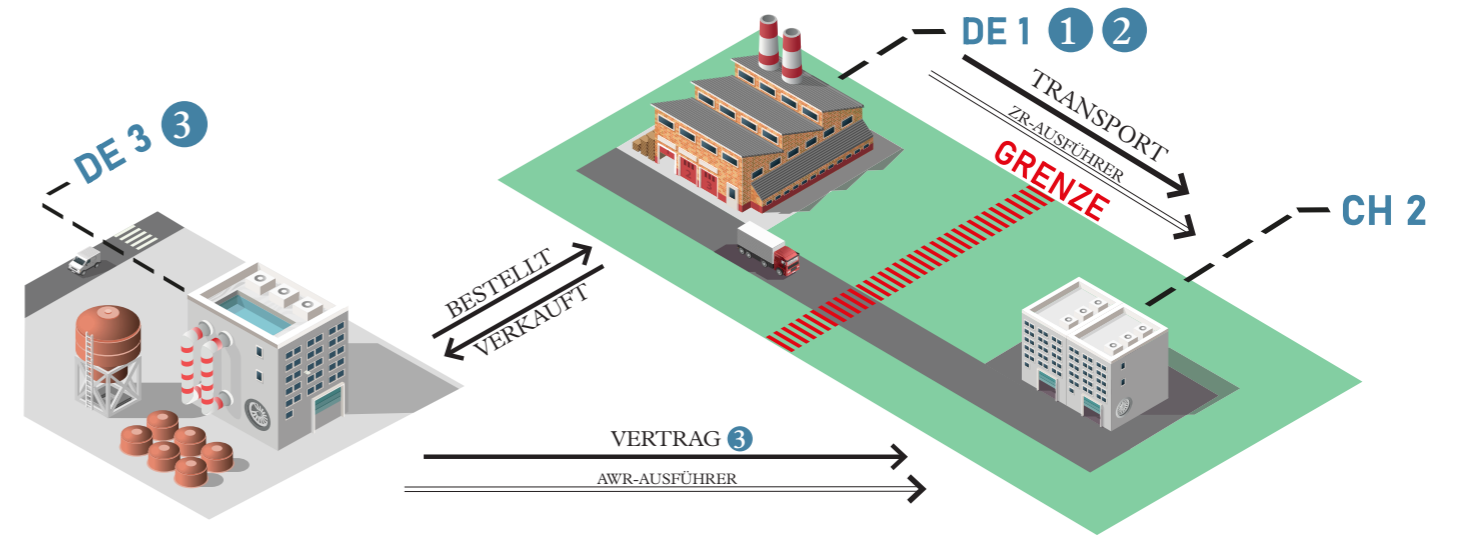 DE 1 1 2
TRANSPORT
ZR-AUSFÜHRER
GRENZE
DE 3 3
CH 2
BESTELLT
VERKAUFT
VERTRAG 3
AWR-AUSFÜHRER